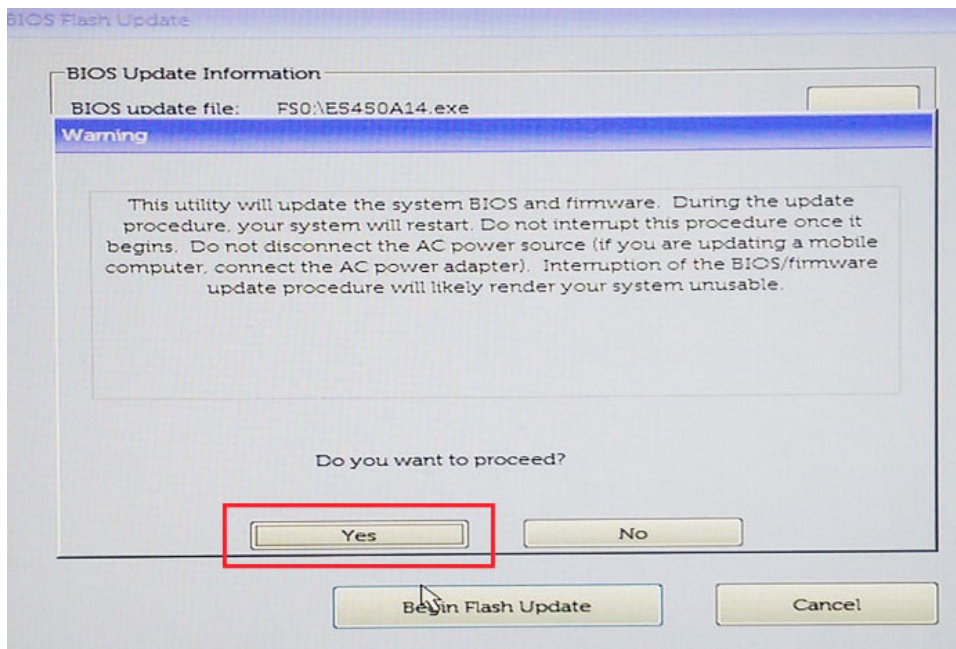 BIOS Flash Update
BIOS Update Information
BIOS update file: FS0:\E5450A14.exe
Warning
This utility will update the system BIOS and firmware. During the update
procedure, your system will restart. Do not interrupt this procedure once it
begins. Do not disconnect the AC power source (if you are updating a mobile
computer, connect the AC power adapter). Interruption of the BIOS/firmware
update procedure will likely render your system unusable.
Do you want to proceed?
Yes No
Begin Flash Update Cancel